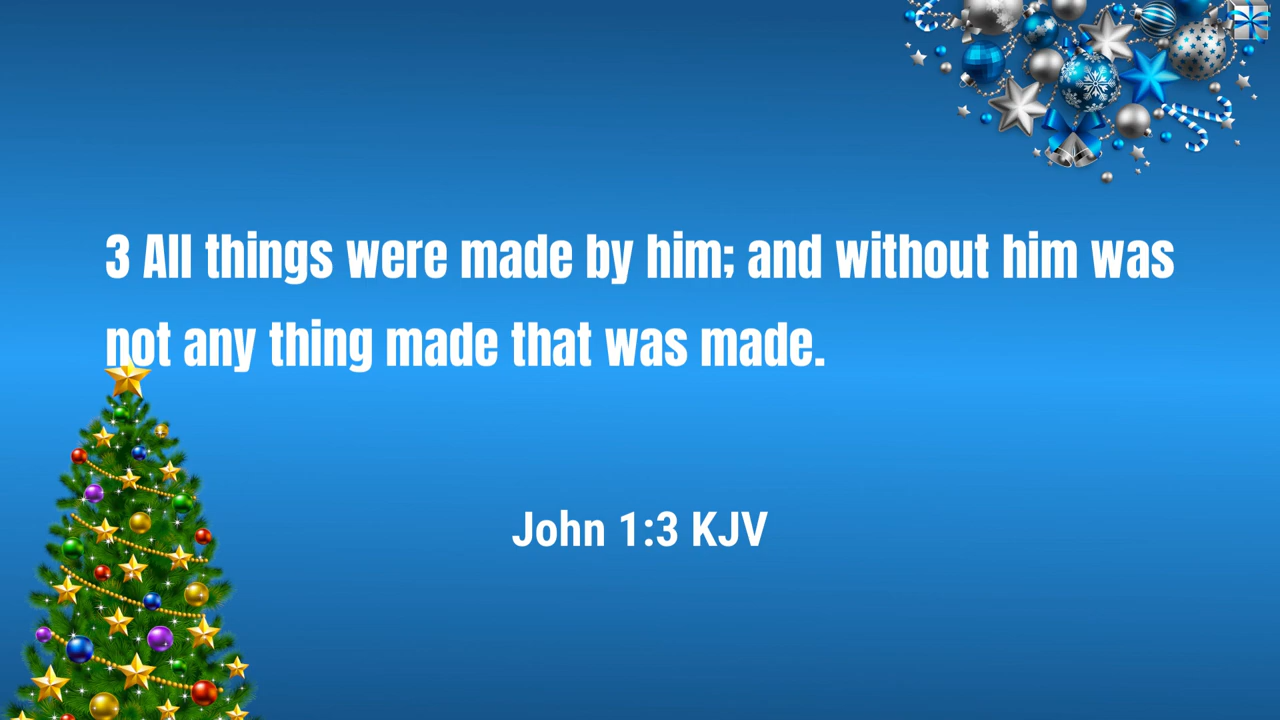 3 All things were made by him; and without him was
not any thing made that was made.
John 1:3 KJV